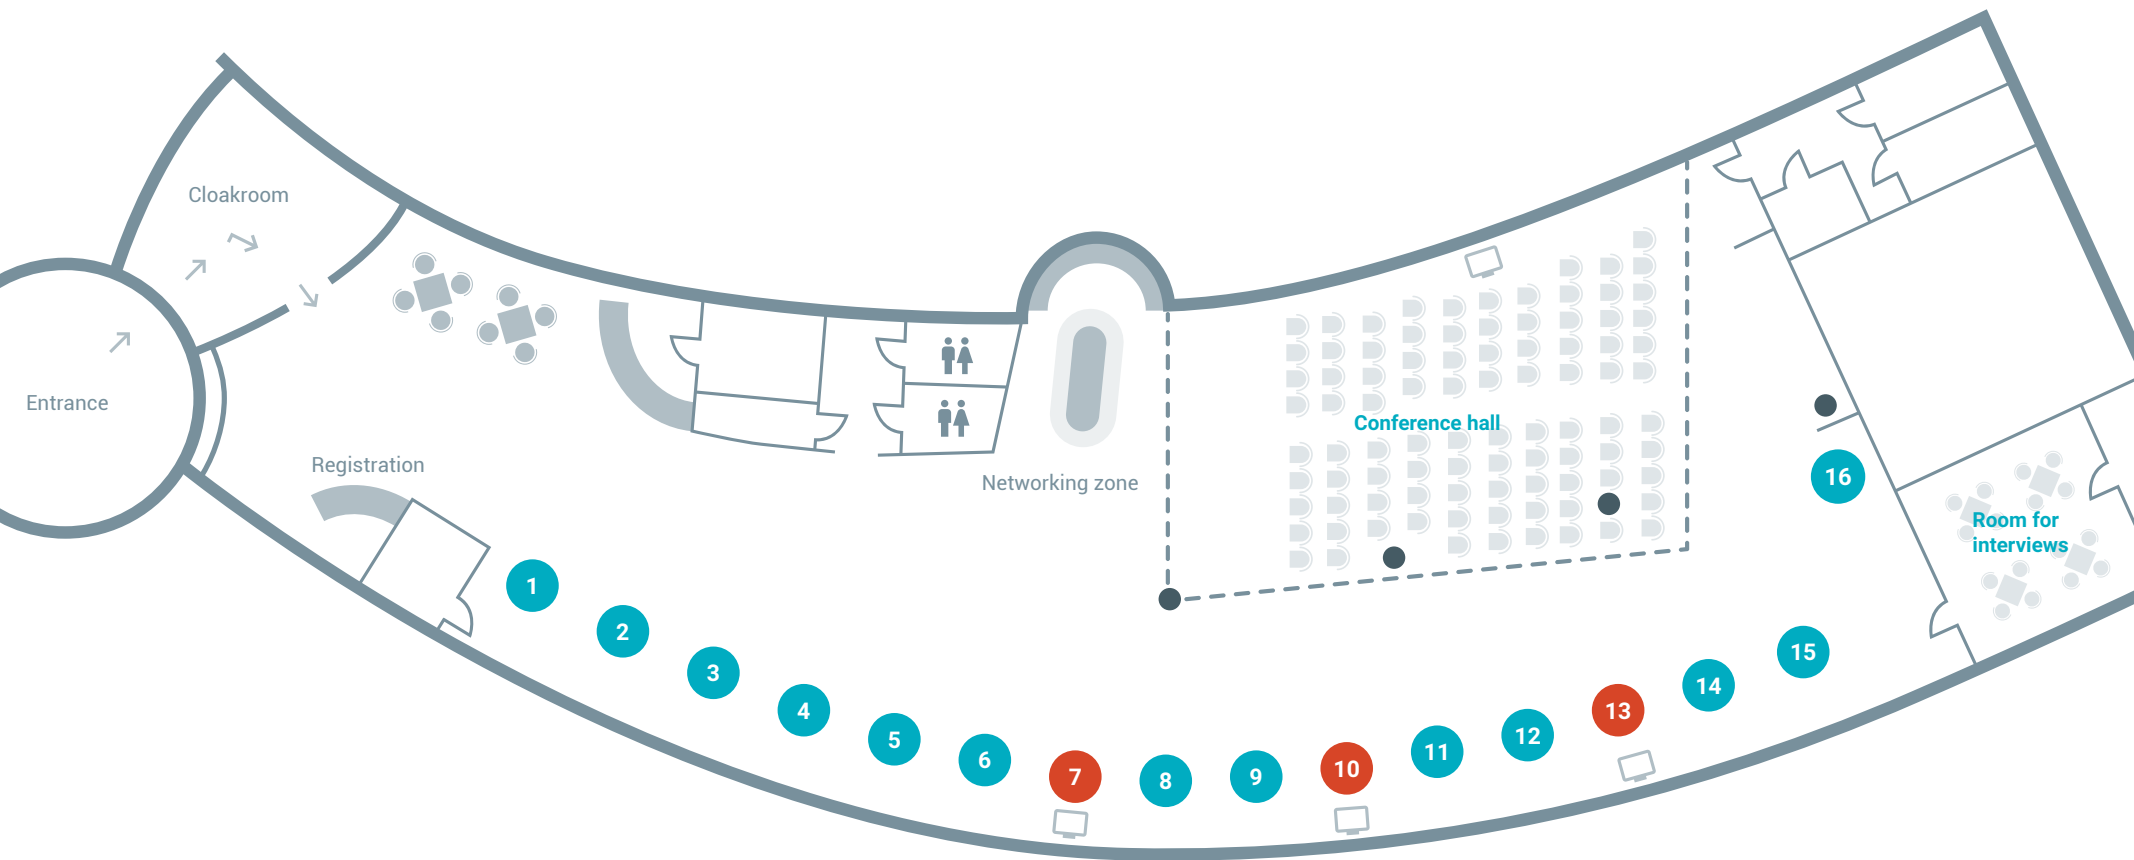 Cloakroom
Entrance
Registration
Networking zone
Conference hall
Room for
interviews
1
2
3
4
5
6
7
8
9
10
11
12
13
14
15
16